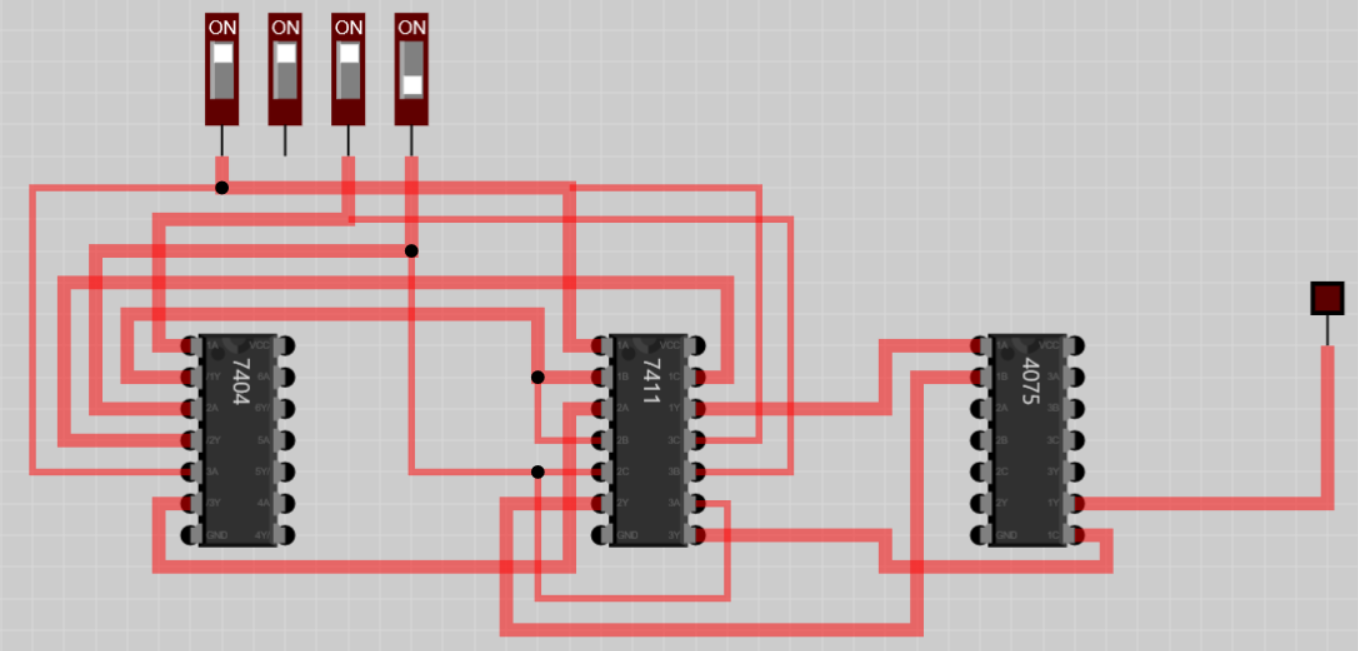 ON ON ON ON
7404
1A VCC
/1Y 6A
2A 6Y/
/2Y 5A
3A 5Y/
/3Y 4A
GND 4Y/
7411
1A VCC
1B 1C
2A 1Y
2B 3C
2C 3B
2Y 3A
GND 3Y
4075
1A VCC
1B 3A
2A 3B
2B 3C
2C 3Y
2Y 1Y
GND 1C